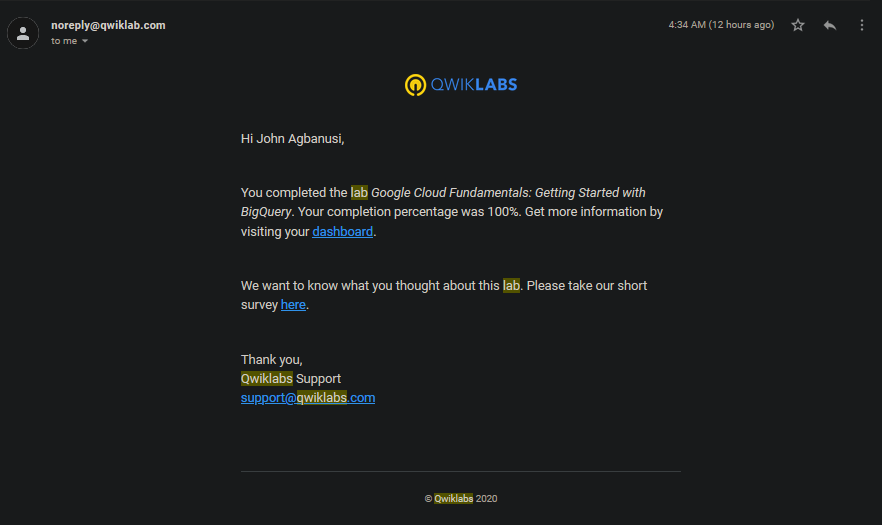 noreply@qwiklab.com
4:34 AM (12 hours ago)
to me
QWIKLABS
Hi John Agbanusi,
You completed the lab Google Cloud Fundamentals: Getting Started with
BigQuery. Your completion percentage was 100%. Get more information by
visiting your dashboard.
We want to know what you thought about this lab. Please take our short
survey here.
Thank you,
Qwiklabs Support
support@qwiklabs.com
© Qwiklabs 2020